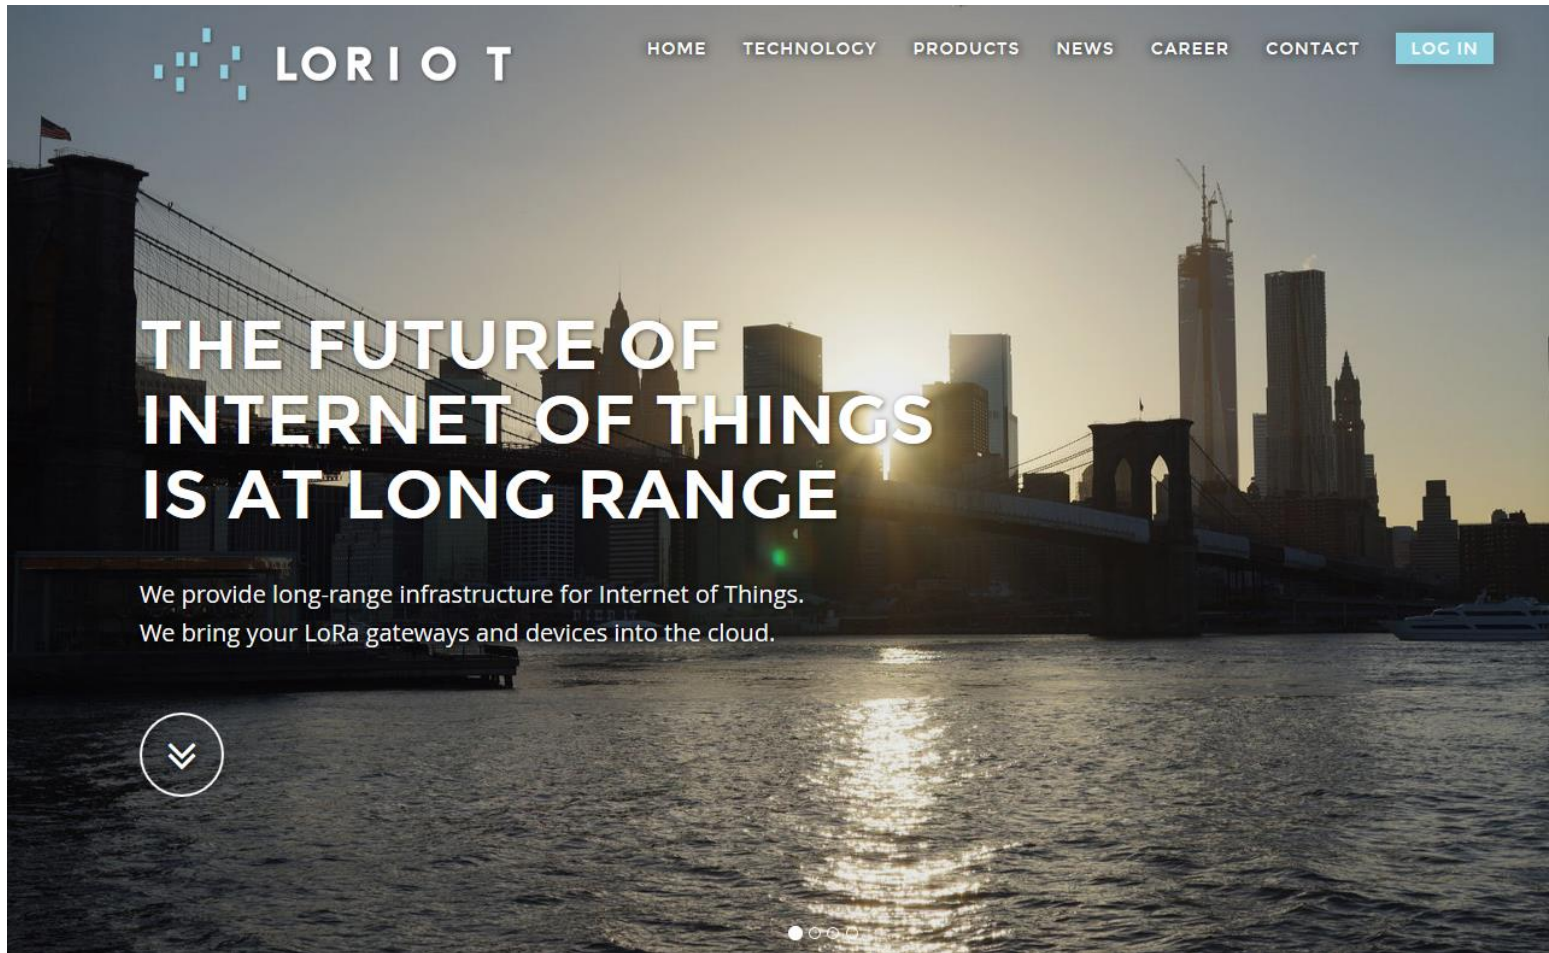 LORIOT
HOME TECHNOLOGY PRODUCTS NEWS CAREER CONTACT LOG IN
THE FUTURE OF
INTERNET OF THINGS
IS AT LONG RANGE
We provide long-range infrastructure for Internet of Things.
We bring your LoRa gateways and devices into the cloud.